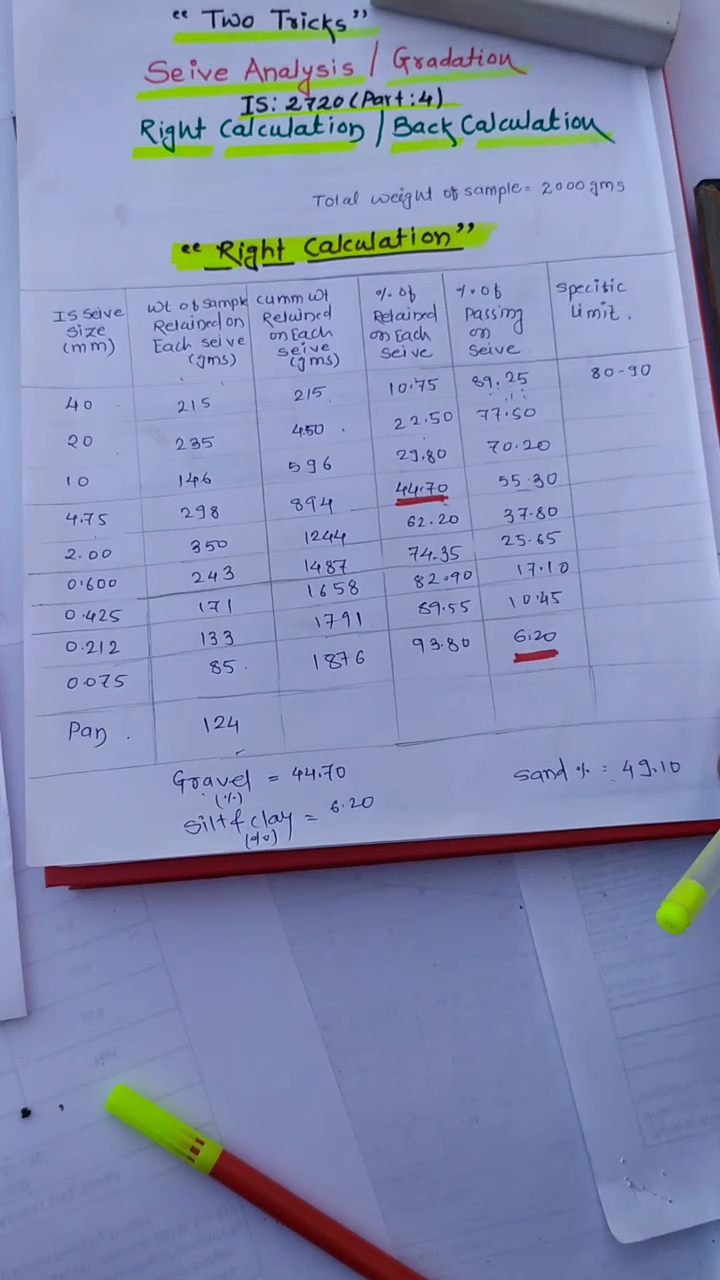 “ Two Tricks ”
Seive Analysis / Gradation
IS: 2720 (Part: 4)
Right Calculation / Back Calculation
Total weight of sample = 2000 gms
“ Right Calculation ”
IS Seive Size (mm) | Wt of sample Retained on Each seive (gms) | cumm wt Retained on Each seive (gms) | % of Retained on Each seive | % of Passing on Seive | Specific Limit.
40 | 215 | 215 | 10.75 | 89.25 | 80-90
20 | 235 | 450 | 22.50 | 77.50
10 | 146 | 596 | 29.80 | 70.20
4.75 | 298 | 894 | 44.70 | 55.30
2.00 | 350 | 1244 | 62.20 | 37.80
0.600 | 243 | 1487 | 74.35 | 25.65
0.425 | 171 | 1658 | 82.90 | 17.10
0.212 | 133 | 1791 | 89.55 | 10.45
0.075 | 85. | 1876 | 93.80 | 6.20
Pan . | 124
Gravel (%) = 44.70
Sand % = 49.10
Silt & clay (%) = 6.20